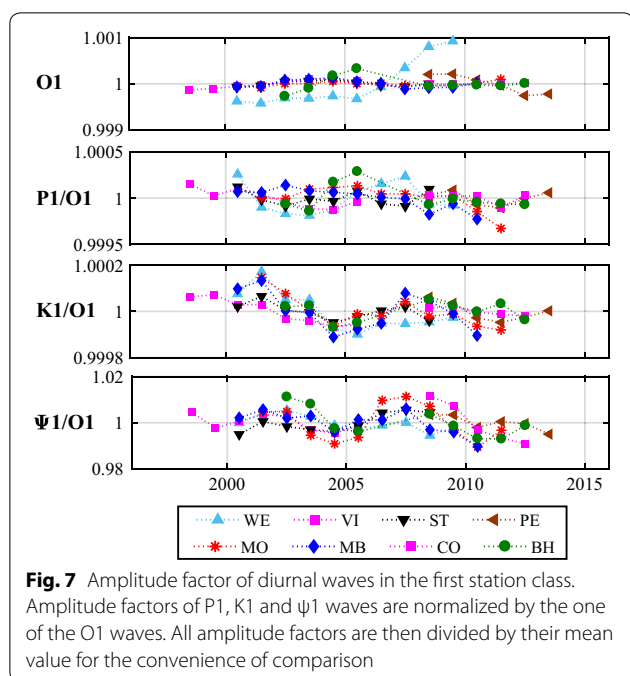 1.001
O1
1
0.999
1.0005
P1/O1
1
0.9995
1.0002
K1/O1
1
0.9998
1.02
Ψ1/O1
1
0.98
2000 2005 2010 2015
WE VI ST PE
MO MB CO BH
Fig. 7 Amplitude factor of diurnal waves in the first station class.
Amplitude factors of P1, K1 and ψ1 waves are normalized by the one
of the O1 waves. All amplitude factors are then divided by their mean
value for the convenience of comparison